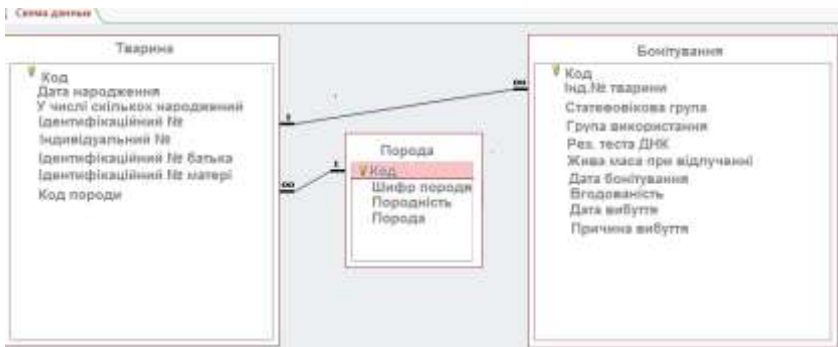 Схема данных
Тварина
Код
Дата народження
У числі скількох народжений
Ідентифікаційний №
Індивідуальний №
Ідентифікаційний № батька
Ідентифікаційний № матері
Код породи
1
∞
Порода
1
Код
Шифр породи
Породність
Порода
Бонітування
∞
Код
Інд.№ тварини
Статевовікова група
Група використання
Рез. теста ДНК
Жива маса при відлученні
Дата бонітування
Вгодованість
Дата вибуття
Причина вибуття